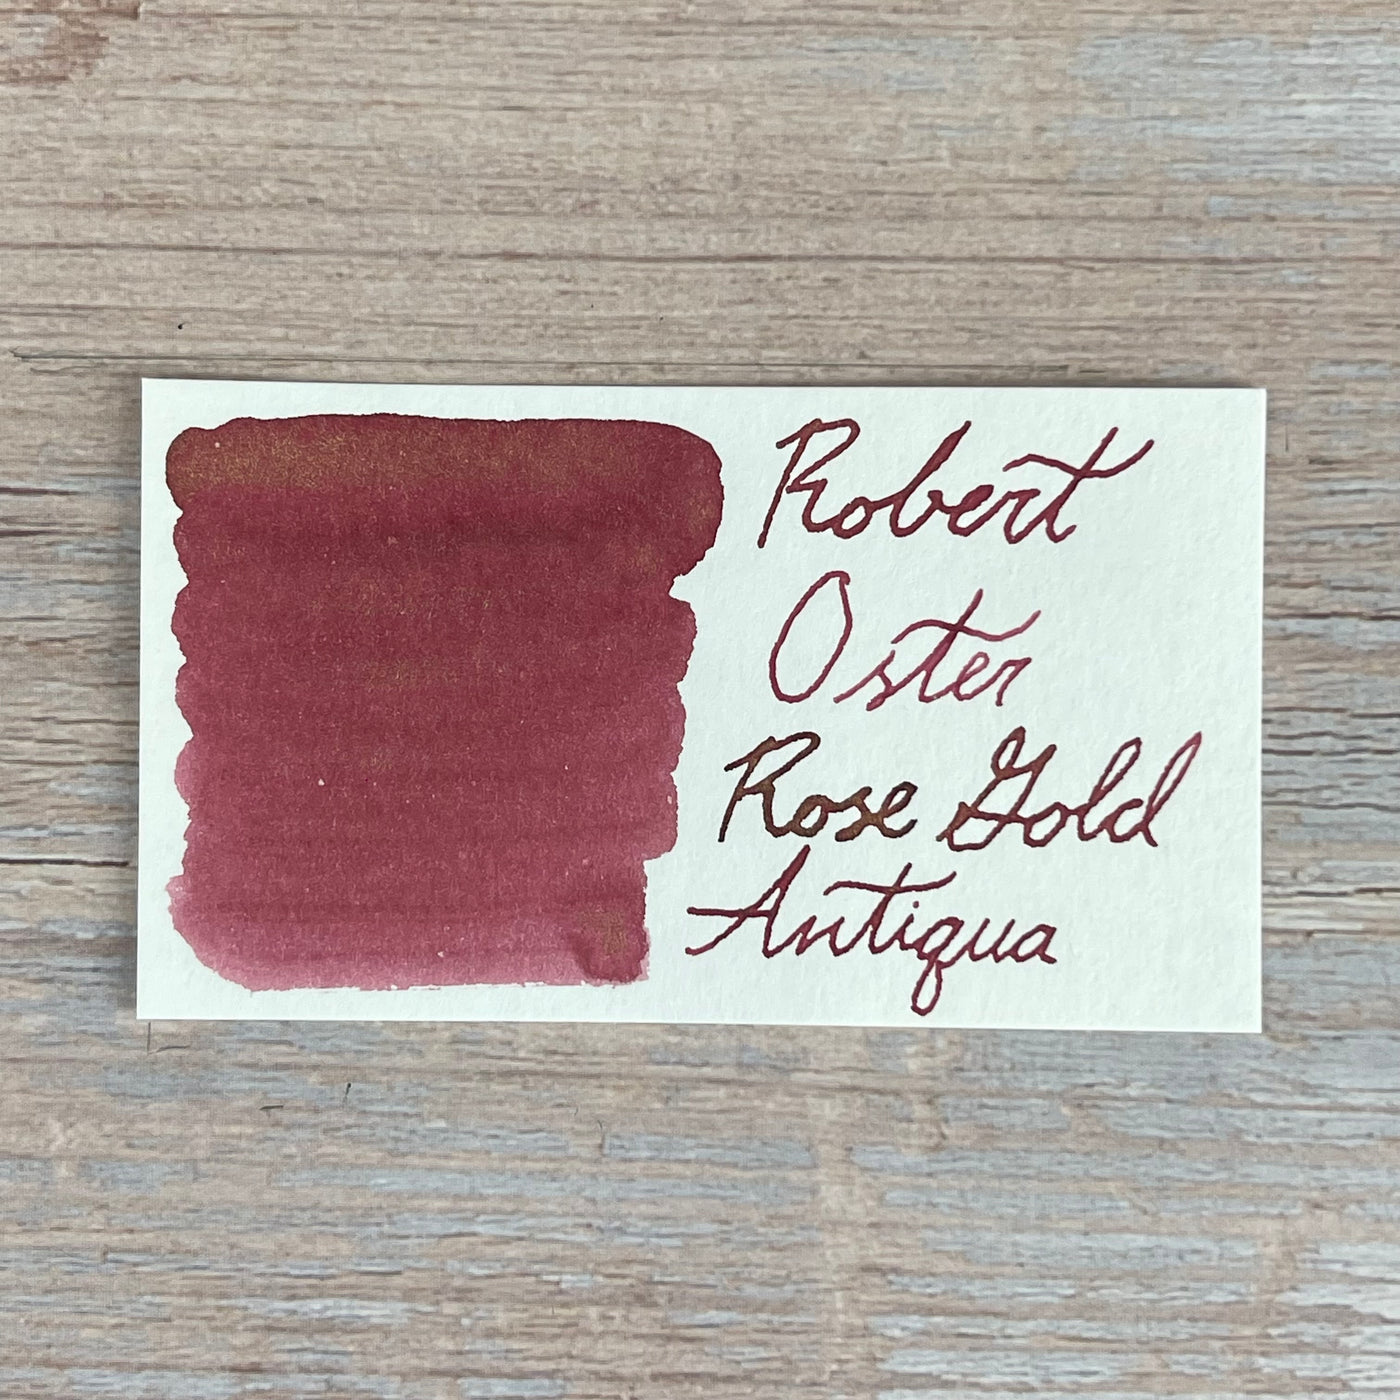 Robert
Oster
Rose Gold
Antiqua